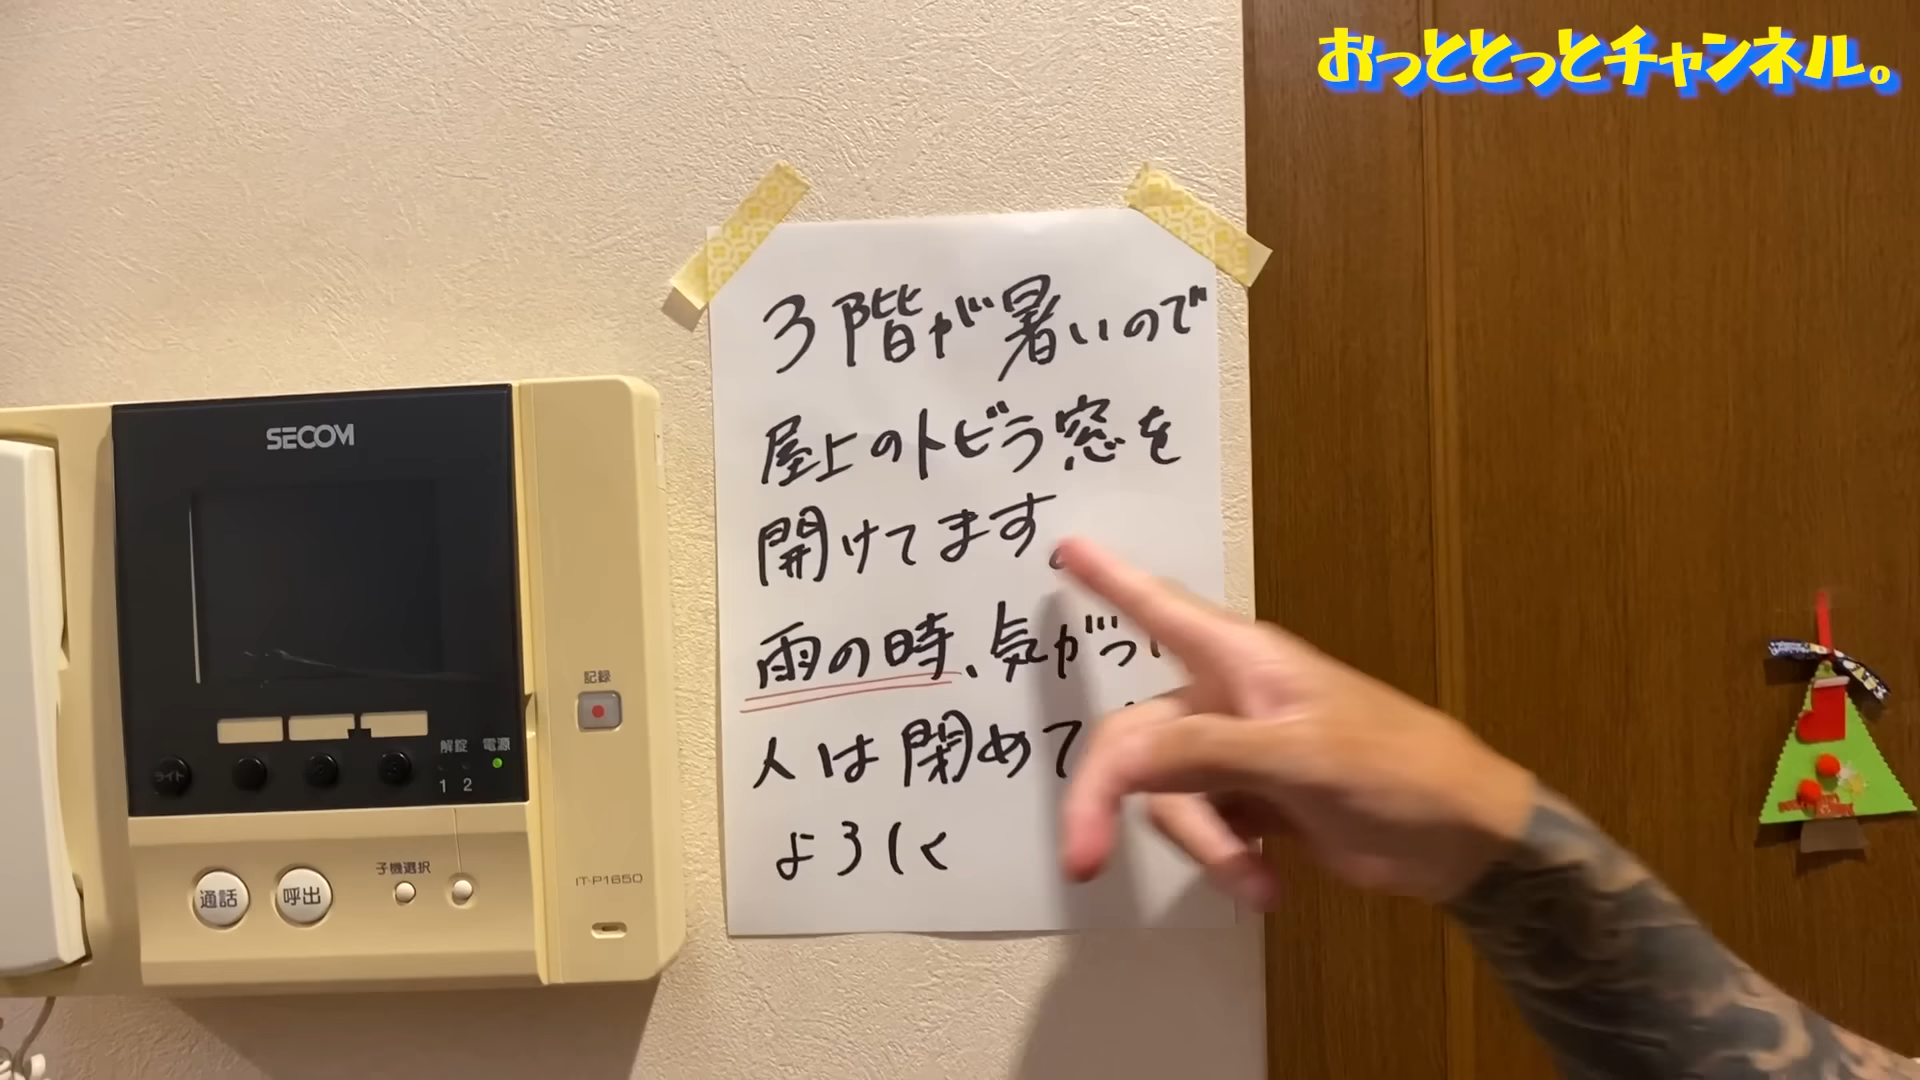 おっととっとチャンネル。
SECOM
記録
解錠 電源
1 2
ライト
子機選択
通話 呼出
IT-P1650
3階が暑いので
屋上のトビラ窓を
開けてます。
雨の時、気がつ
人は閉めて
よろしく